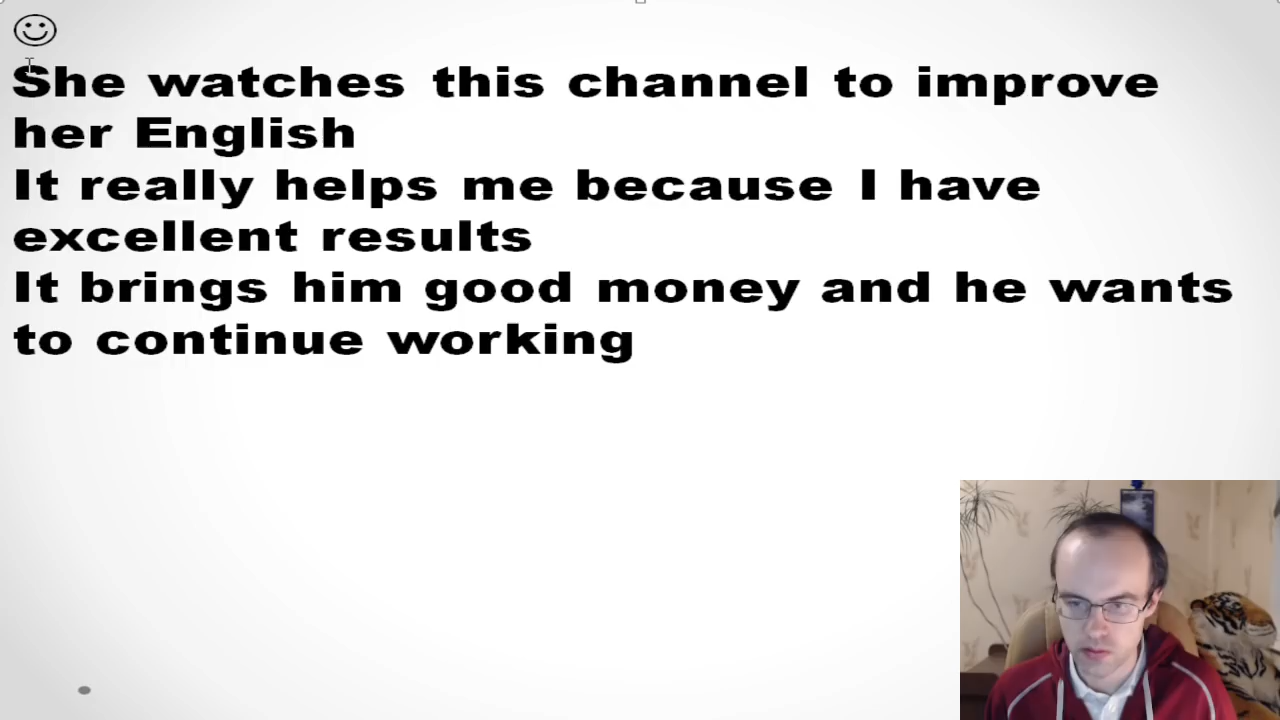 She watches this channel to improve
her English
It really helps me because I have
excellent results
It brings him good money and he wants
to continue working